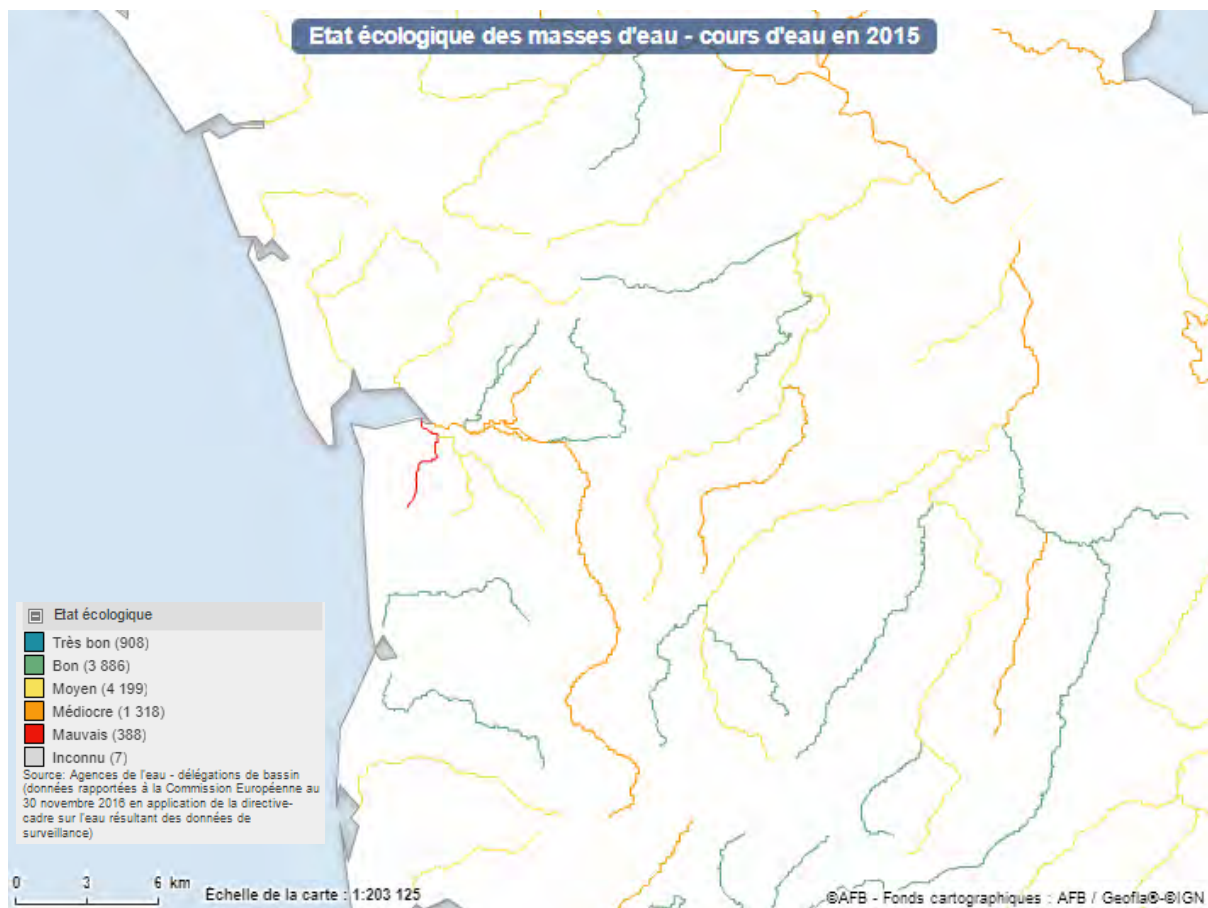 Etat écologique des masses d'eau - cours d'eau en 2015
Etat écologique
Très bon (908)
Bon (3 886)
Moyen (4 199)
Médiocre (1 318)
Mauvais (388)
Inconnu (7)
Source: Agences de l'eau - délégations de bassin
(données rapportées à la Commission Européenne au
30 novembre 2016 en application de la directive-
cadre sur l'eau résultant des données de
surveillance)
0 3 6 km
Échelle de la carte : 1:203 125
©AFB - Fonds cartographiques : AFB / Geofla®-©IGN